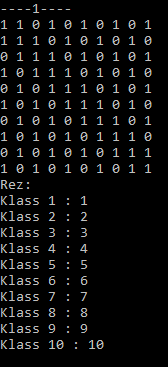 ----1----
1 1 0 1 0 1 0 1 0 1
1 1 1 0 1 0 1 0 1 0
0 1 1 1 0 1 0 1 0 1
1 0 1 1 1 0 1 0 1 0
0 1 0 1 1 1 0 1 0 1
1 0 1 0 1 1 1 0 1 0
0 1 0 1 0 1 1 1 0 1
1 0 1 0 1 0 1 1 1 0
0 1 0 1 0 1 0 1 1 1
1 0 1 0 1 0 1 0 1 1
Rez:
Klass 1 : 1
Klass 2 : 2
Klass 3 : 3
Klass 4 : 4
Klass 5 : 5
Klass 6 : 6
Klass 7 : 7
Klass 8 : 8
Klass 9 : 9
Klass 10 : 10